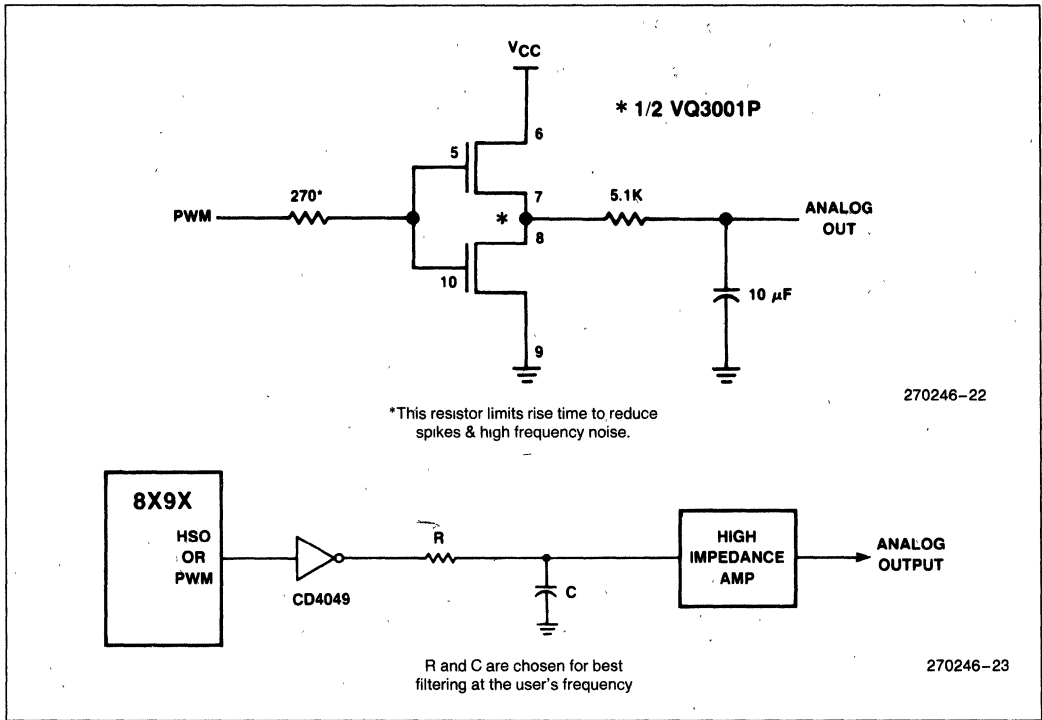 VCC
* 1/2 VQ3001P
6
5
270*
7
5.1K
PWM
*
ANALOG
OUT
8
10
10 µF
9
270246-22
*This resistor limits rise time to reduce
spikes & high frequency noise.
8X9X
HSO
OR
PWM
CD4049
R
C
HIGH
IMPEDANCE
AMP
ANALOG
OUTPUT
R and C are chosen for best
filtering at the user's frequency
270246-23